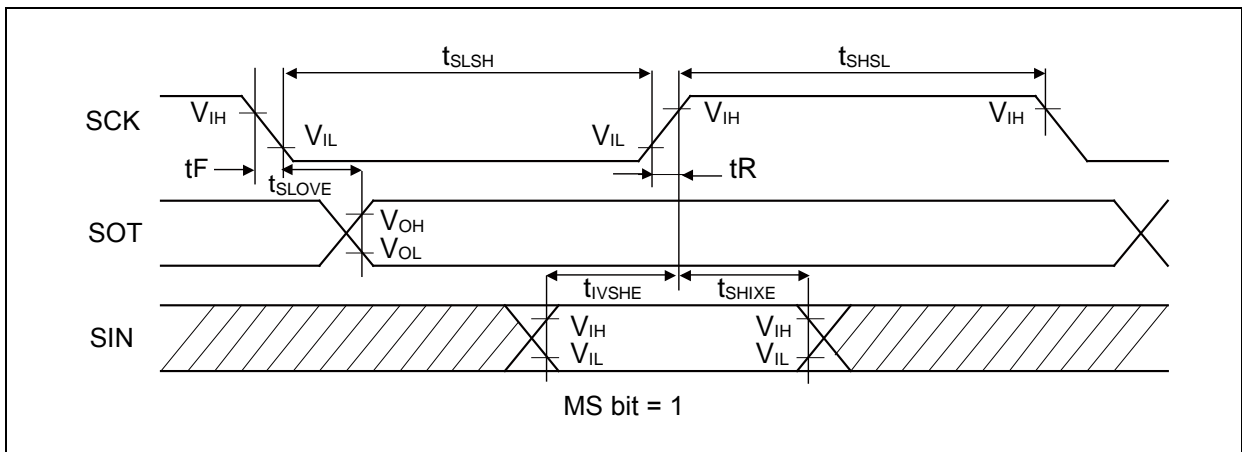 tSLSH
tSHSL
SCK
VIH
VIL
VIL
VIH
VIH
tF
tSLOVE
tR
SOT
VOH
VOL
tIVSHE
tSHIXE
SIN
VIH
VIL
VIH
VIL
MS bit = 1